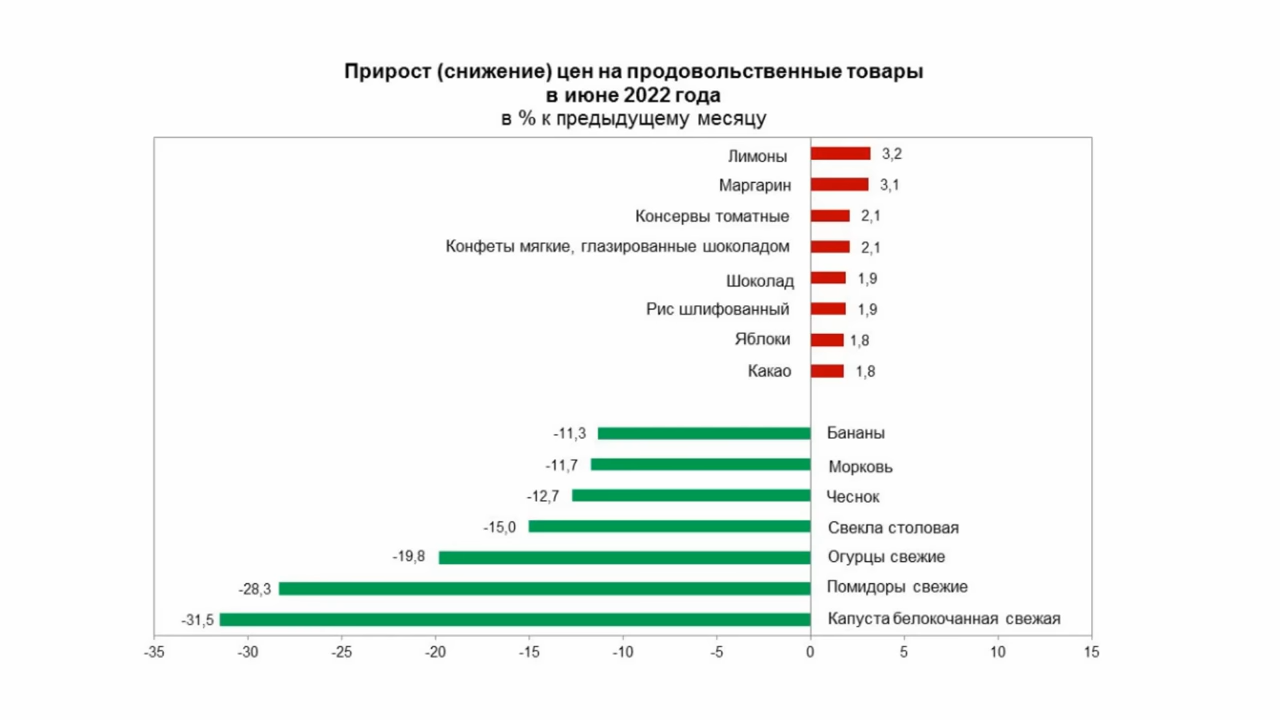 Прирост (снижение) цен на продовольственные товары
в июне 2022 года
в % к предыдущему месяцу
Лимоны 3,2
Маргарин 3,1
Консервы томатные 2,1
Конфеты мягкие, глазированные шоколадом 2,1
Шоколад 1,9
Рис шлифованный 1,9
Яблоки 1,8
Какао 1,8
-11,3 Бананы
-11,7 Морковь
-12,7 Чеснок
-15,0 Свекла столовая
-19,8 Огурцы свежие
-28,3 Помидоры свежие
-31,5 Капуста белокочанная свежая
-35 -30 -25 -20 -15 -10 -5 0 5 10 15